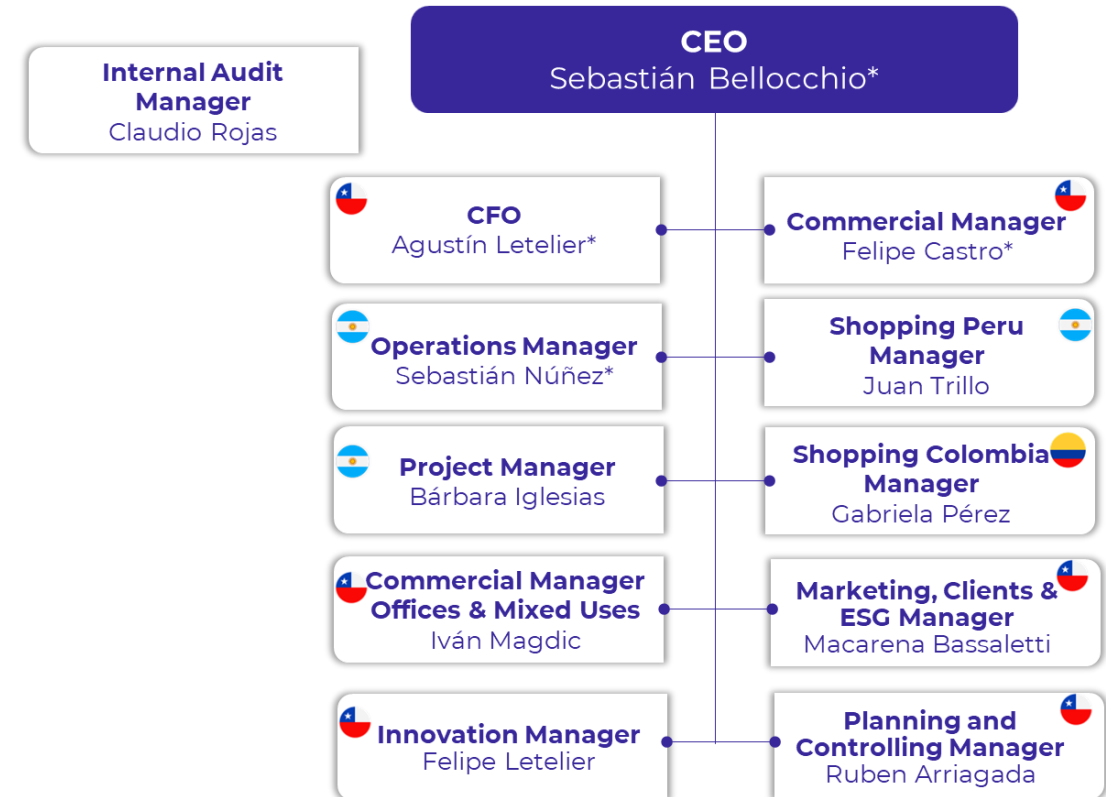 CEO
Sebastián Bellocchio*
Internal Audit
Manager
Claudio Rojas
CFO
Agustín Letelier*
Commercial Manager
Felipe Castro*
Operations Manager
Sebastián Núñez*
Shopping Peru
Manager
Juan Trillo
Project Manager
Bárbara Iglesias
Shopping Colombia
Manager
Gabriela Pérez
Commercial Manager
Offices & Mixed Uses
Iván Magdic
Marketing, Clients &
ESG Manager
Macarena Bassaletti
Innovation Manager
Felipe Letelier
Planning and
Controlling Manager
Ruben Arriagada